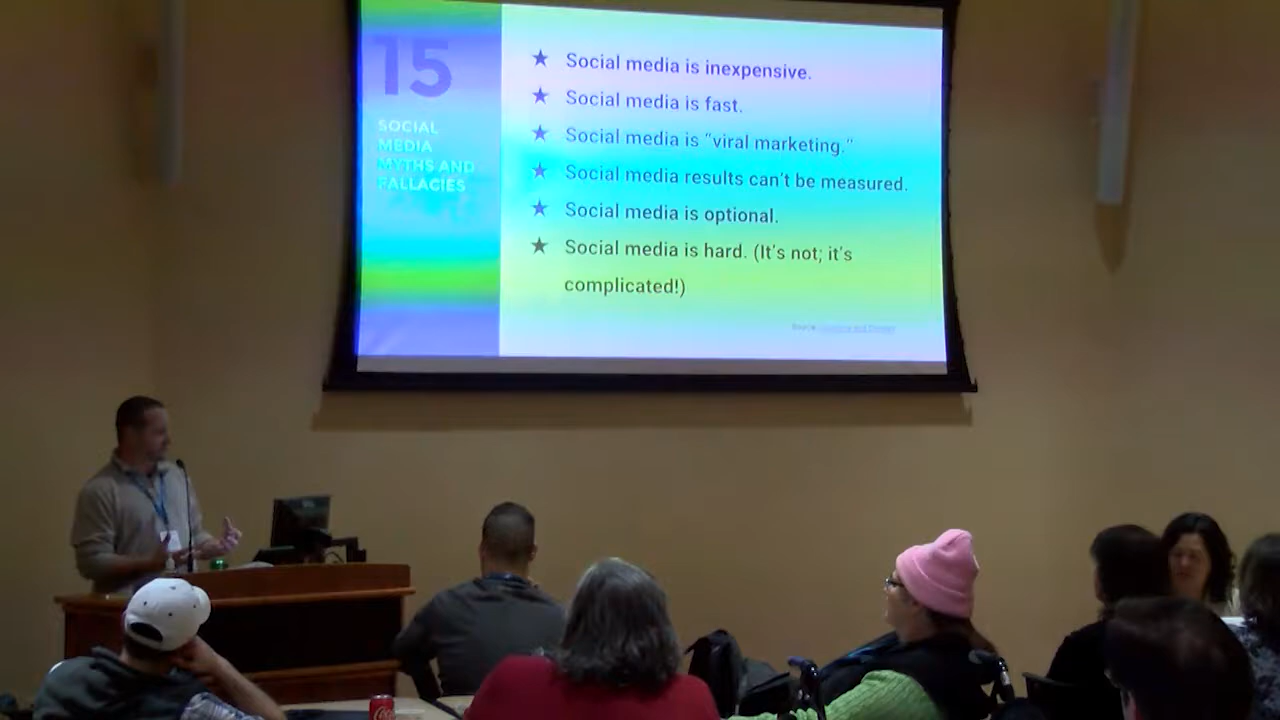 15
SOCIAL
MEDIA
MYTHS AND
FALLACIES
★ Social media is inexpensive.
★ Social media is fast.
★ Social media is “viral marketing.”
★ Social media results can’t be measured.
★ Social media is optional.
★ Social media is hard. (It’s not; it’s
complicated!)
Source: